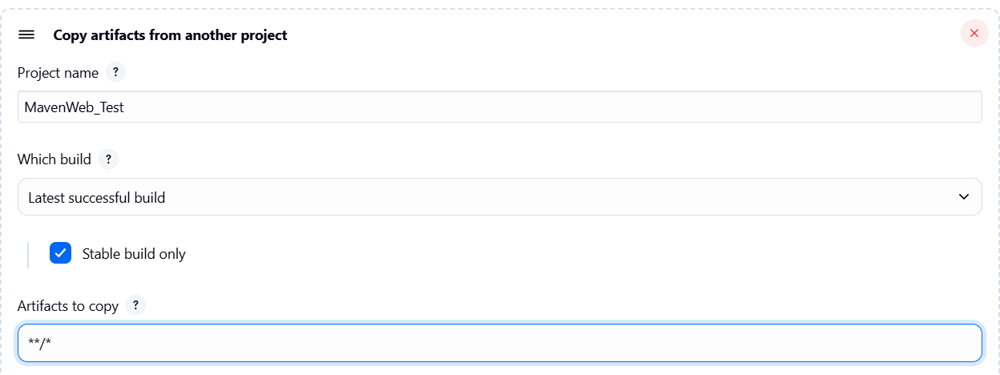 Copy artifacts from another project
Project name ?
MavenWeb_Test
Which build ?
Latest successful build
Stable build only
Artifacts to copy ?
**/*